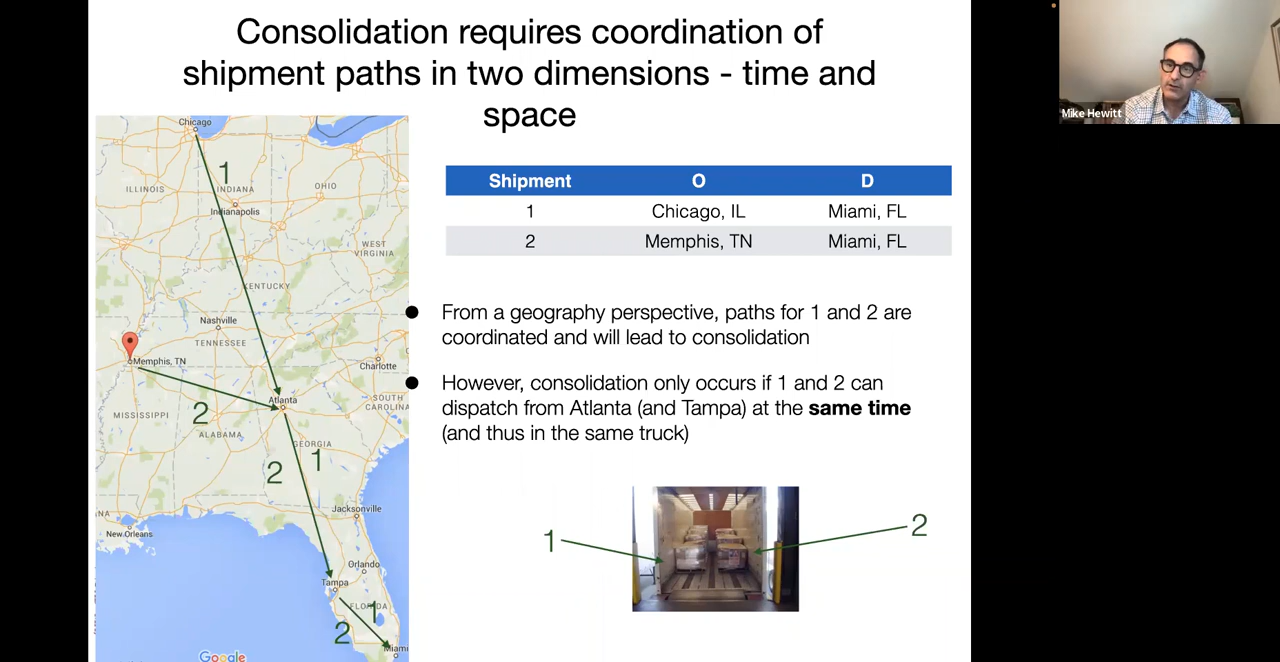 Consolidation requires coordination of
shipment paths in two dimensions - time and
space
Mike Hewitt
Shipment O D
1 Chicago, IL Miami, FL
2 Memphis, TN Miami, FL
● From a geography perspective, paths for 1 and 2 are
coordinated and will lead to consolidation
● However, consolidation only occurs if 1 and 2 can
dispatch from Atlanta (and Tampa) at the same time
(and thus in the same truck)
1
2
Chicago
1
ILLINOIS
INDIANA
OHIO
Indianapolis
WEST
VIRGINIA
KENTUCKY
Nashville
TENNESSEE
Memphis, TN
Charlotte
Atlanta
SOUTH
CAROLINA
2
MISSISSIPPI
ALABAMA
GEORGIA
2
1
Jacksonville
NA
New Orleans
Orlando
Tampa
FLORIDA
1
2
Miami
Google